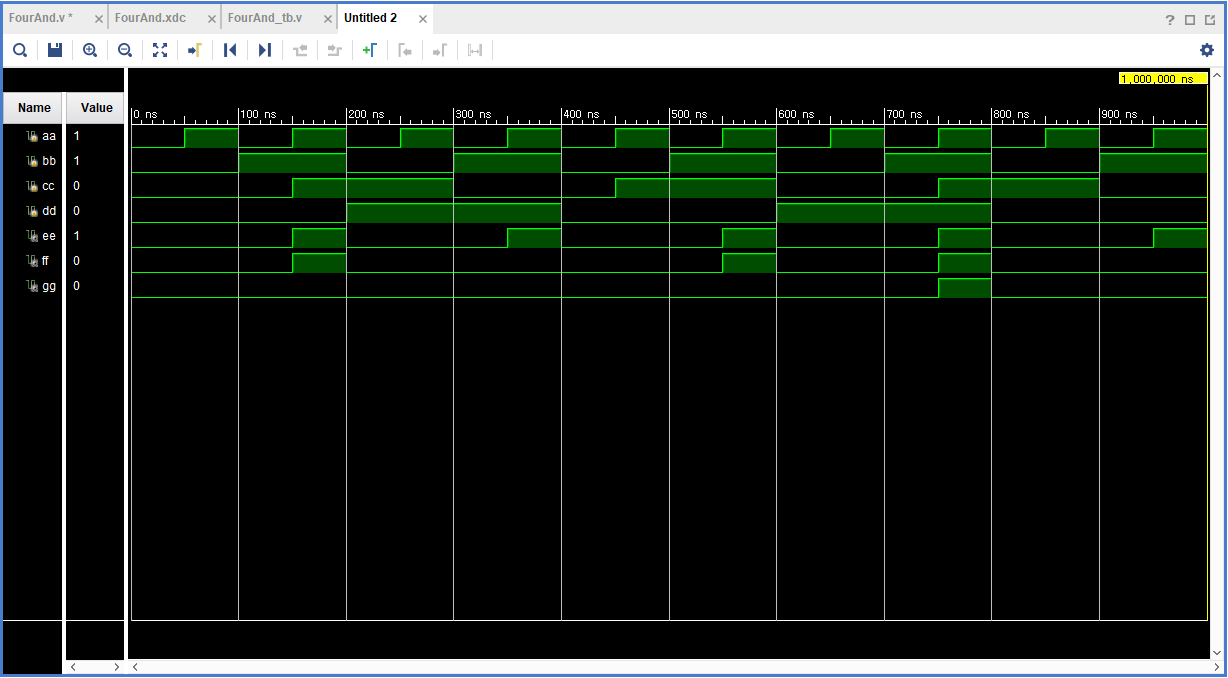 FourAnd.v * × FourAnd.xdc × FourAnd_tb.v × Untitled 2 ×
1,000,000 ns
Name Value
0 ns 100 ns 200 ns 300 ns 400 ns 500 ns 600 ns 700 ns 800 ns 900 ns
aa 1
bb 1
cc 0
dd 0
ee 1
ff 0
gg 0